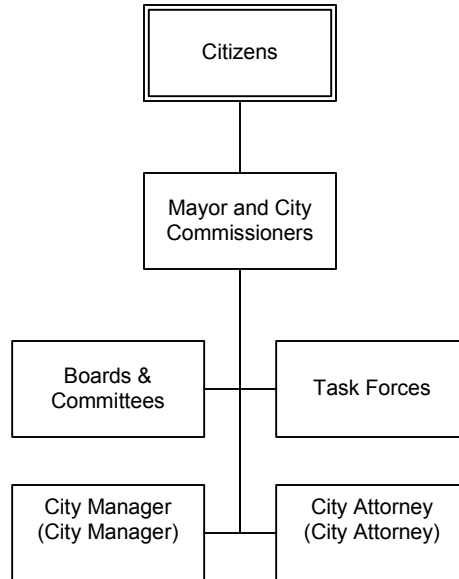 Citizens
Mayor and City
Commissioners
Boards &
Committees
Task Forces
City Manager
(City Manager)
City Attorney
(City Attorney)